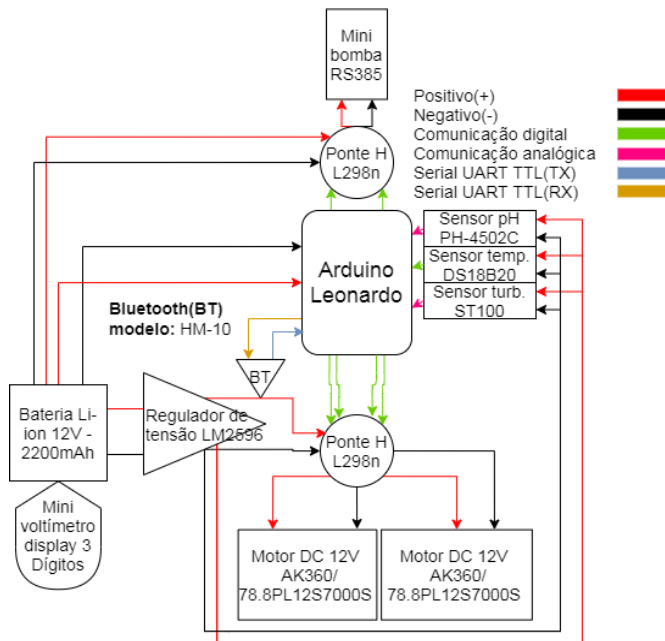 Mini
bomba
RS385
Positivo(+)
Negativo(-)
Comunicação digital
Comunicação analógica
Serial UART TTL(TX)
Serial UART TTL(RX)
Ponte H
L298n
Sensor pH
PH-4502C
Sensor temp.
DS18B20
Sensor turb.
ST100
Arduino
Leonardo
Bluetooth(BT)
modelo: HM-10
BT
Bateria Li-
ion 12V -
2200mAh
Regulador de
tensão LM2596
Ponte H
L298n
Mini
voltímetro
display 3
Dígitos
Motor DC 12V
AK360/
78.8PL12S7000S
Motor DC 12V
AK360/
78.8PL12S7000S